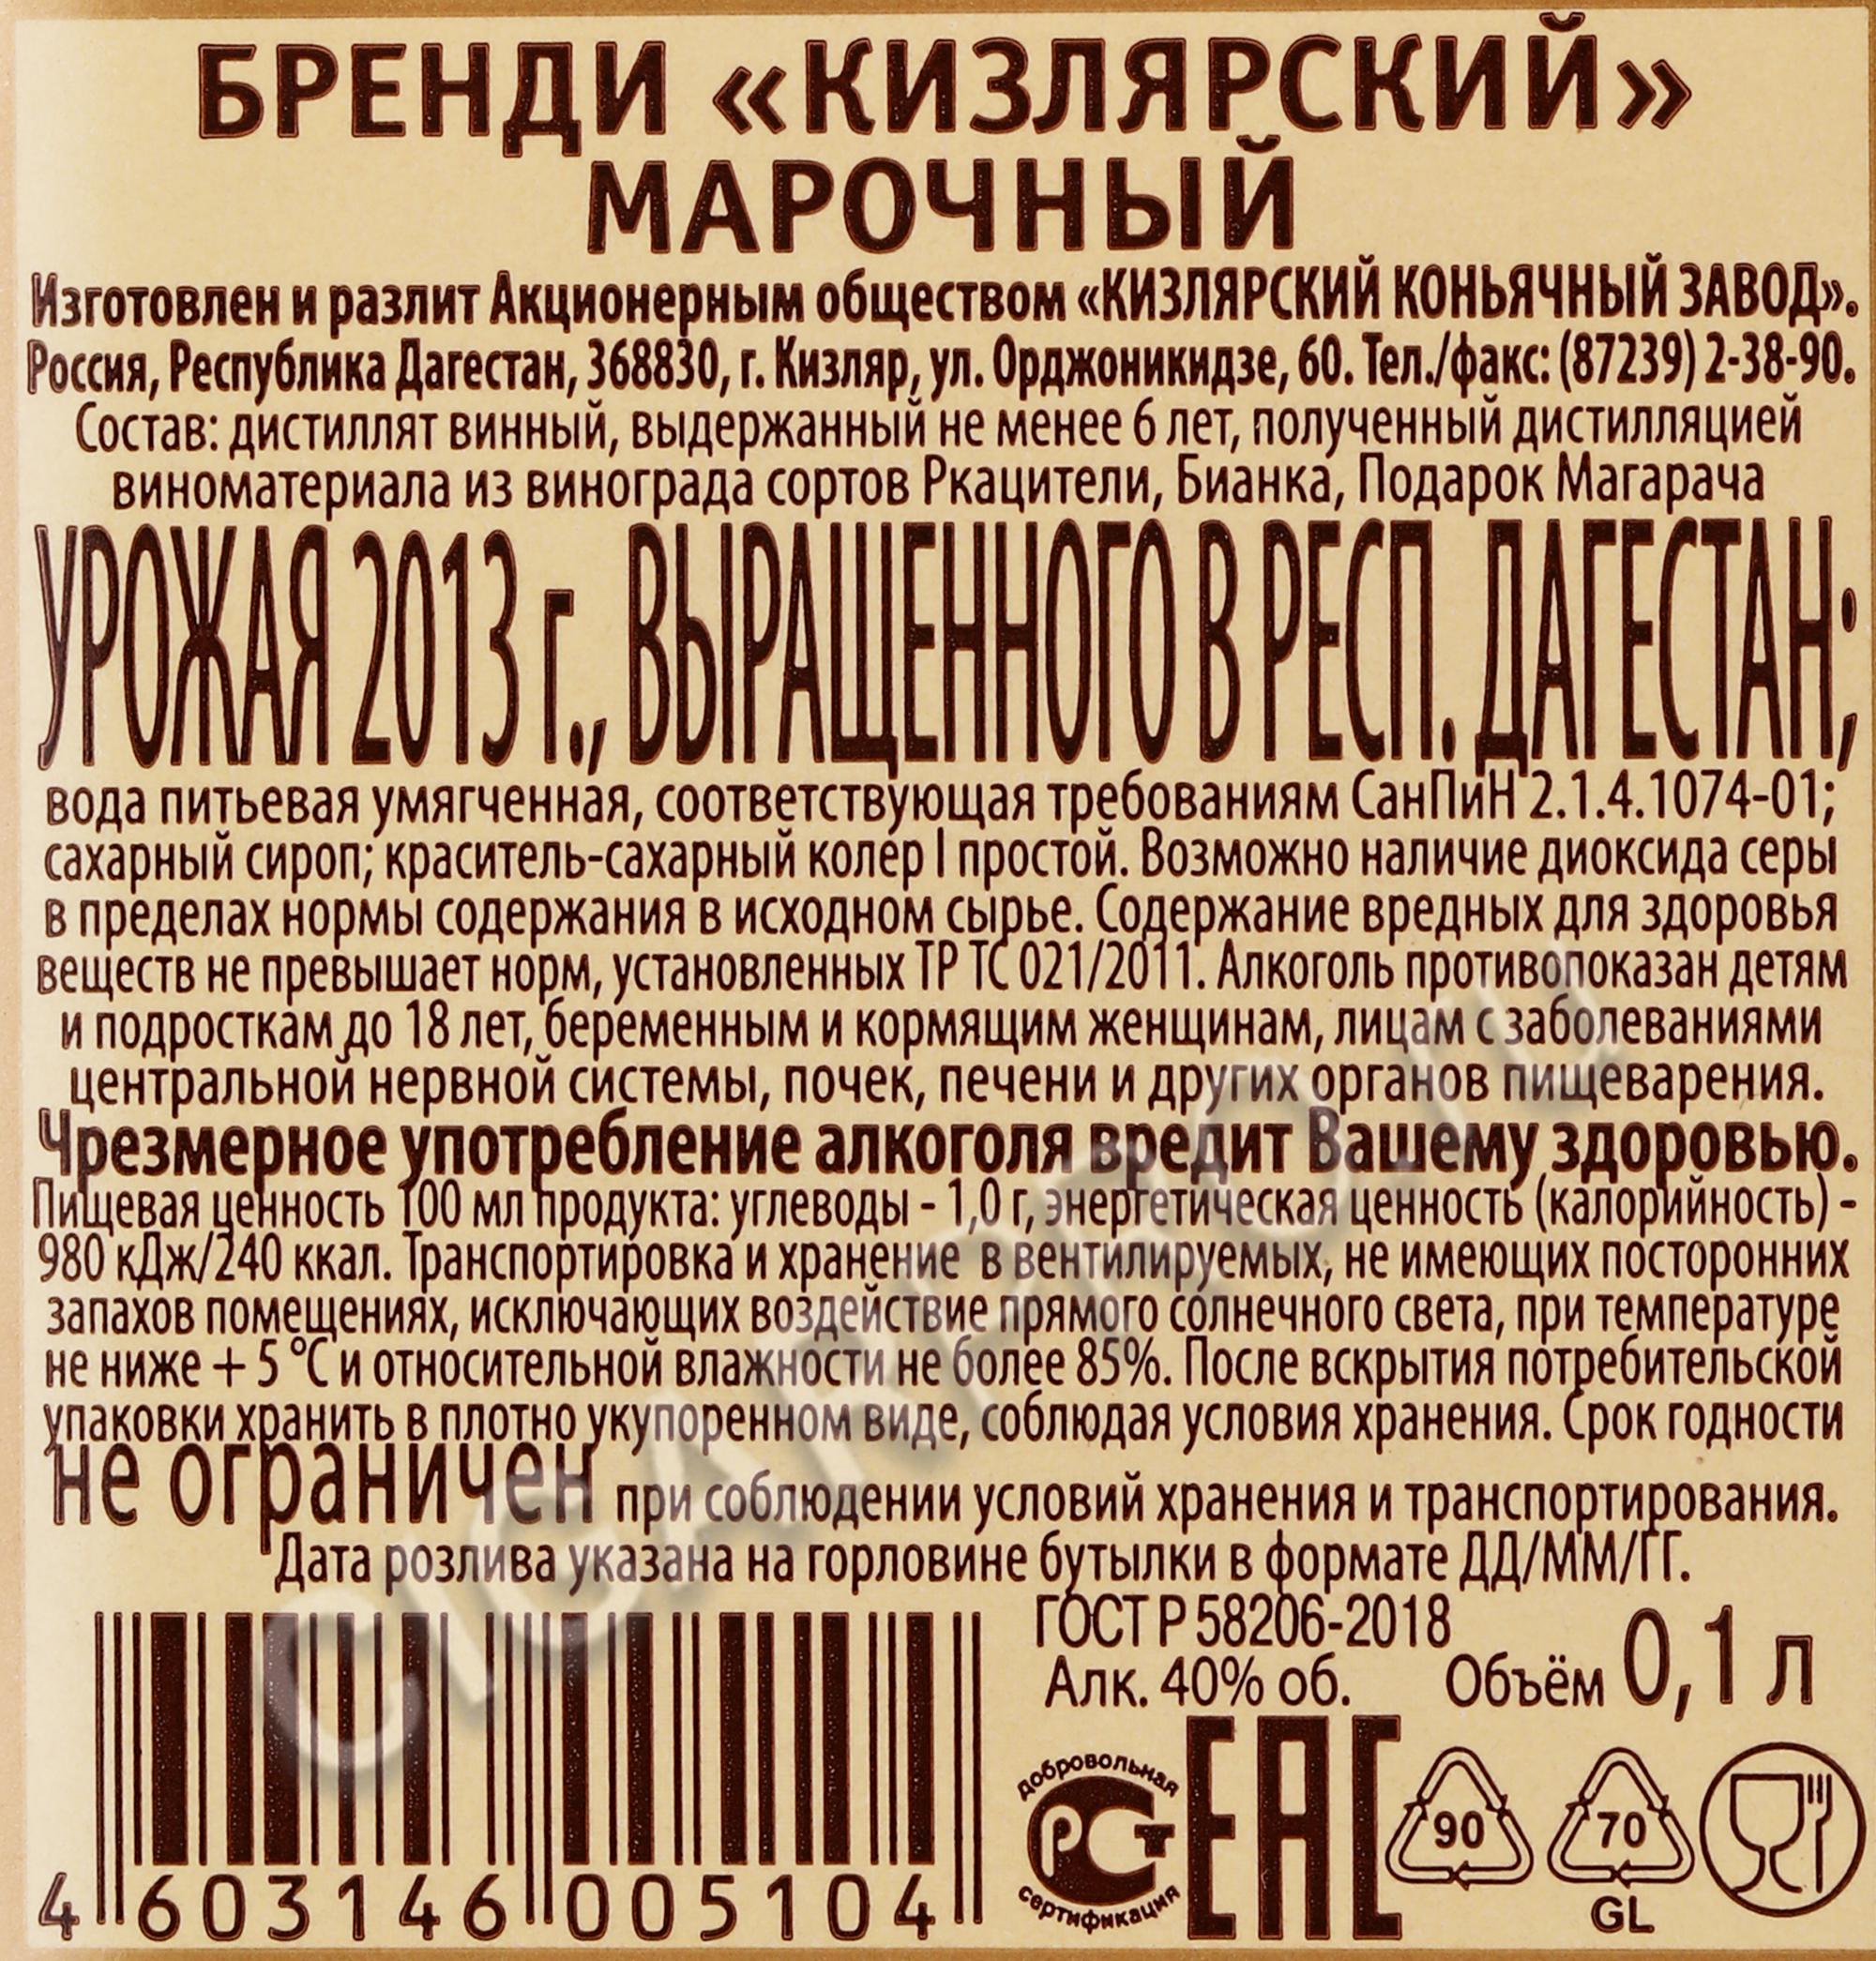 БРЕНДИ «КИЗЛЯРСКИЙ»
МАРОЧНЫЙ
Изготовлен и разлит Акционерным обществом «КИЗЛЯРСКИЙ КОНЬЯЧНЫЙ ЗАВОД».
Россия, Республика Дагестан, 368830, г. Кизляр, ул. Орджоникидзе, 60. Тел./факс: (87239) 2-38-90.
Состав: дистиллят винный, выдержанный не менее 6 лет, полученный дистилляцией
виноматериала из винограда сортов Ркацители, Бианка, Подарок Магарача
УРОЖАЯ 2013 г., ВЫРАЩЕННОГО В РЕСП. ДАГЕСТАН;
вода питьевая умягченная, соответствующая требованиям СанПиН 2.1.4.1074-01;
сахарный сироп; краситель-сахарный колер I простой. Возможно наличие диоксида серы
в пределах нормы содержания в исходном сырье. Содержание вредных для здоровья
веществ не превышает норм, установленных ТР ТС 021/2011. Алкоголь противопоказан детям
и подросткам до 18 лет, беременным и кормящим женщинам, лицам с заболеваниями
центральной нервной системы, почек, печени и других органов пищеварения.
Чрезмерное употребление алкоголя вредит Вашему здоровью.
Пищевая ценность 100 мл продукта: углеводы - 1,0 г, энергетическая ценность (калорийность) -
980 кДж/240 ккал. Транспортировка и хранение в вентилируемых, не имеющих посторонних
запахов помещениях, исключающих воздействие прямого солнечного света, при температуре
не ниже + 5 °С и относительной влажности не более 85%. После вскрытия потребительской
упаковки хранить в плотно укупоренном виде, соблюдая условия хранения. Срок годности
не ограничен при соблюдении условий хранения и транспортирования.
Дата розлива указана на горловине бутылки в формате ДД/ММ/ГГ.
ГОСТ Р 58206-2018
Алк. 40% об. Объём 0,1 л
добровольная
РСТ
сертификация
EAC
90
70
GL
4 603146 005104